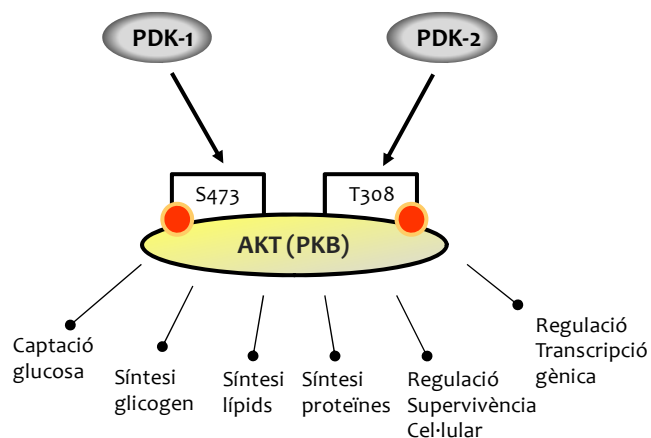 PDK-1
PDK-2
S473
T308
AKT (PKB)
Captació
glucosa
Síntesi
glicogen
Síntesi
lípids
Síntesi
proteïnes
Regulació
Supervivència
Cel·lular
Regulació
Transcripció
gènica